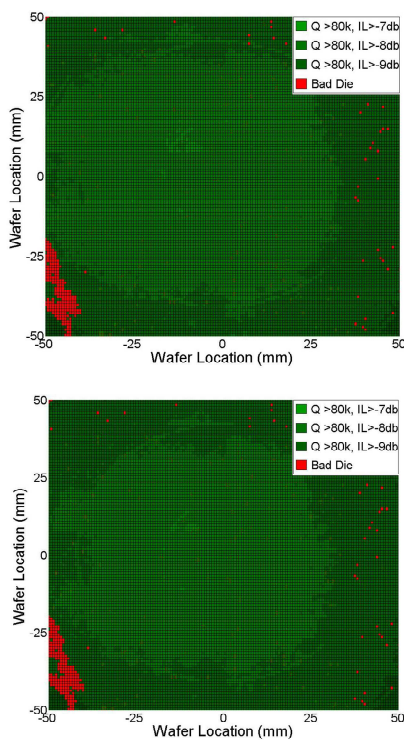 50
25
0
-25
-50
-50
-25
0
25
50
Wafer Location (mm)
Wafer Location (mm)
Q >80k, IL>-7db
Q >80k, IL>-8db
Q >80k, IL>-9db
Bad Die
50
25
0
-25
-50
-50
-25
0
25
50
Wafer Location (mm)
Wafer Location (mm)
Q >80k, IL>-7db
Q >80k, IL>-8db
Q >80k, IL>-9db
Bad Die